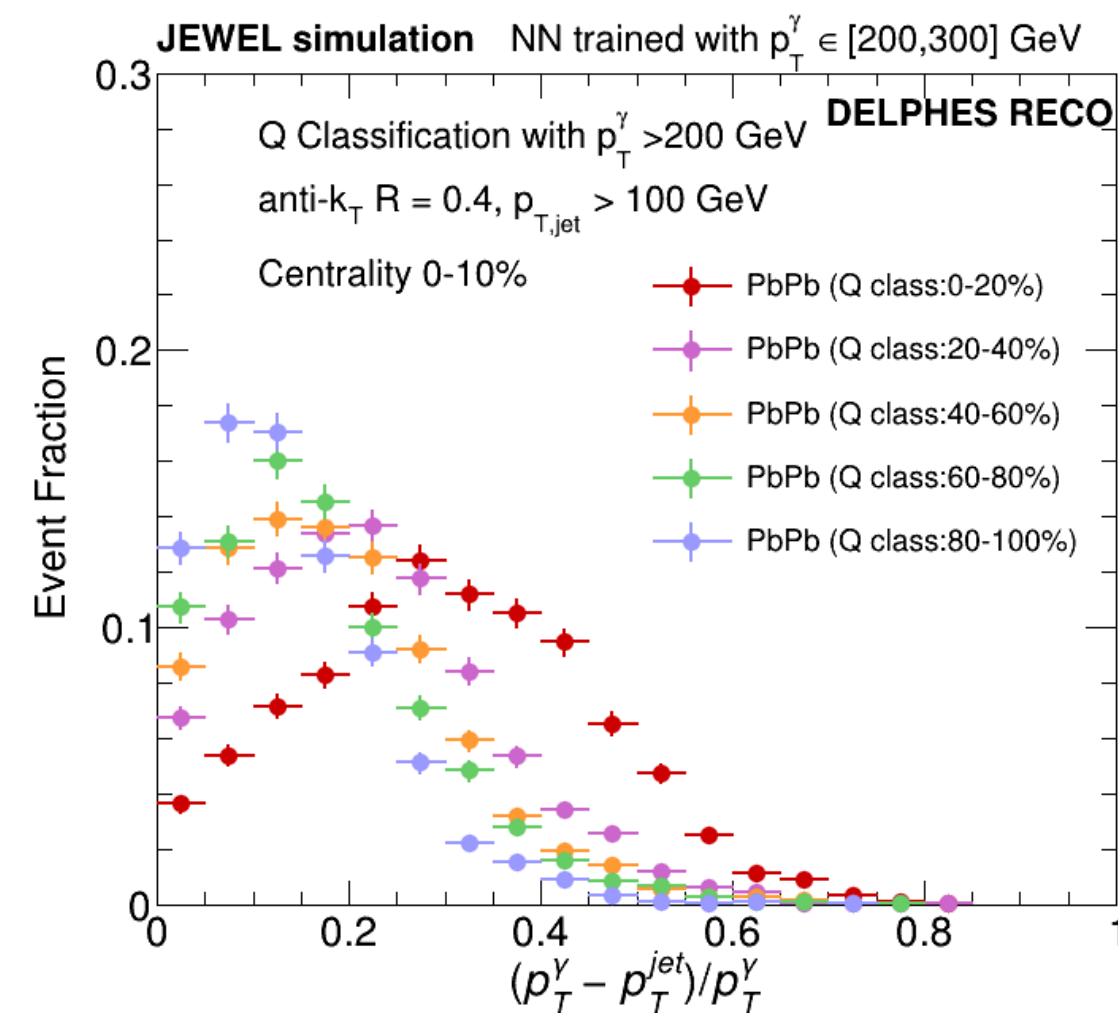 JEWEL simulation NN trained with p_T^γ ∈ [200,300] GeV
DELPHES RECO
Q Classification with p_T^γ >200 GeV
anti-k_T R = 0.4, p_T,jet > 100 GeV
Centrality 0-10%
PbPb (Q class:0-20%)
PbPb (Q class:20-40%)
PbPb (Q class:40-60%)
PbPb (Q class:60-80%)
PbPb (Q class:80-100%)
Event Fraction
0.3
0.2
0.1
0
0 0.2 0.4 0.6 0.8
(p_T^γ – p_T^jet)/p_T^γ